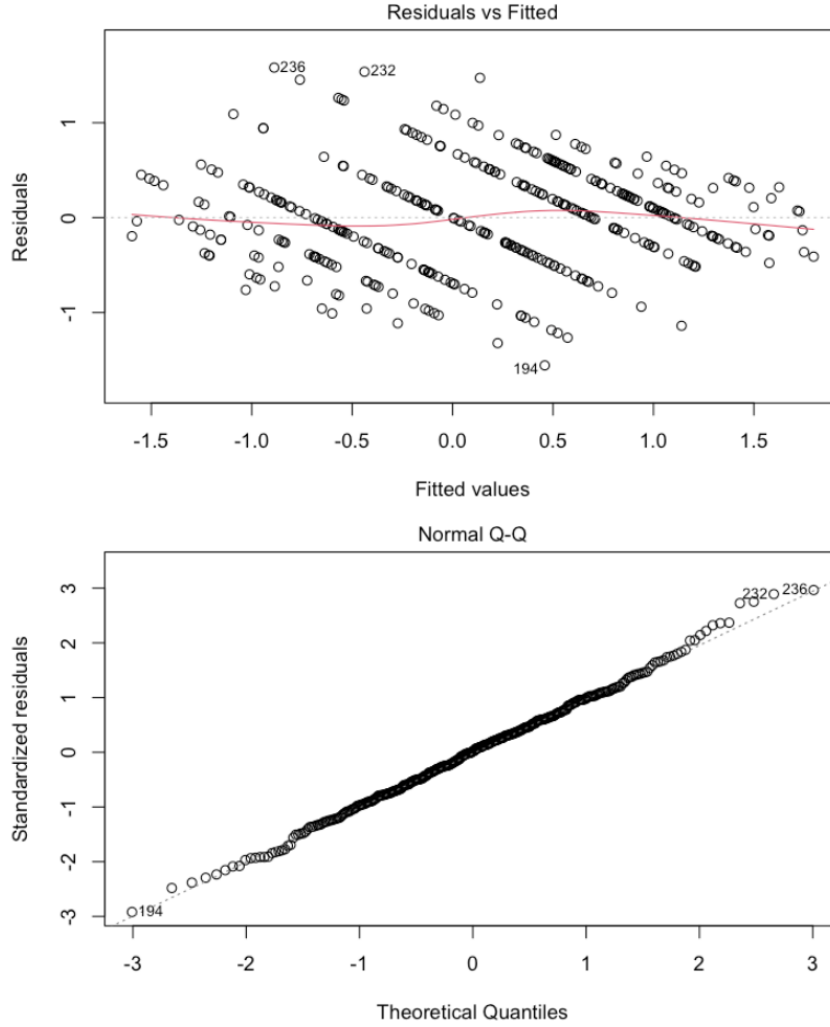 Residuals vs Fitted
236
232
1
0
-1
Residuals
194
-1.5 -1.0 -0.5 0.0 0.5 1.0 1.5
Fitted values
Normal Q-Q
3
2
1
0
-1
-2
-3
Standardized residuals
232 236
194
-3 -2 -1 0 1 2 3
Theoretical Quantiles